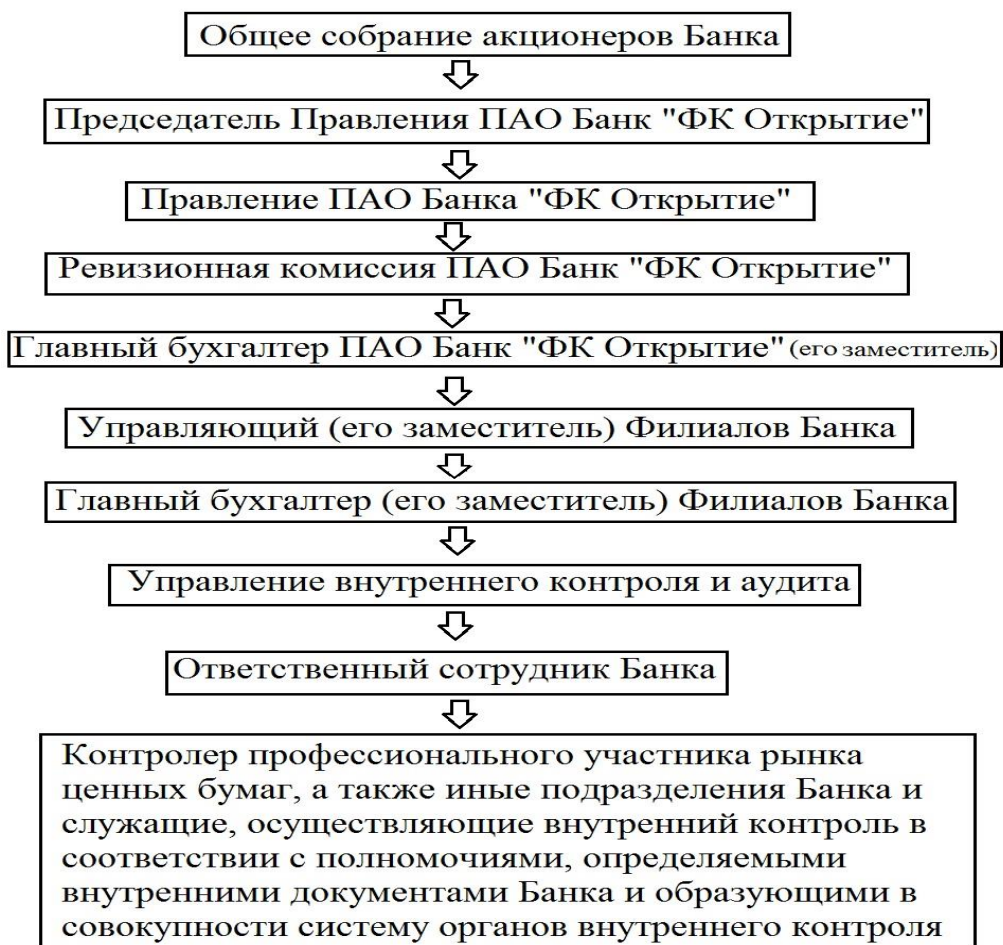 Общее собрание акционеров Банка
Председатель Правления ПАО Банк "ФК Открытие"
Правление ПАО Банка "ФК Открытие"
Ревизионная комиссия ПАО Банк "ФК Открытие"
Главный бухгалтер ПАО Банк "ФК Открытие" (его заместитель)
Управляющий (его заместитель) Филиалов Банка
Главный бухгалтер (его заместитель) Филиалов Банка
Управление внутреннего контроля и аудита
Ответственный сотрудник Банка
Контролер профессионального участника рынка
ценных бумаг, а также иные подразделения Банка и
служащие, осуществляющие внутренний контроль в
соответствии с полномочиями, определяемыми
внутренними документами Банка и образующими в
совокупности систему органов внутреннего контроля